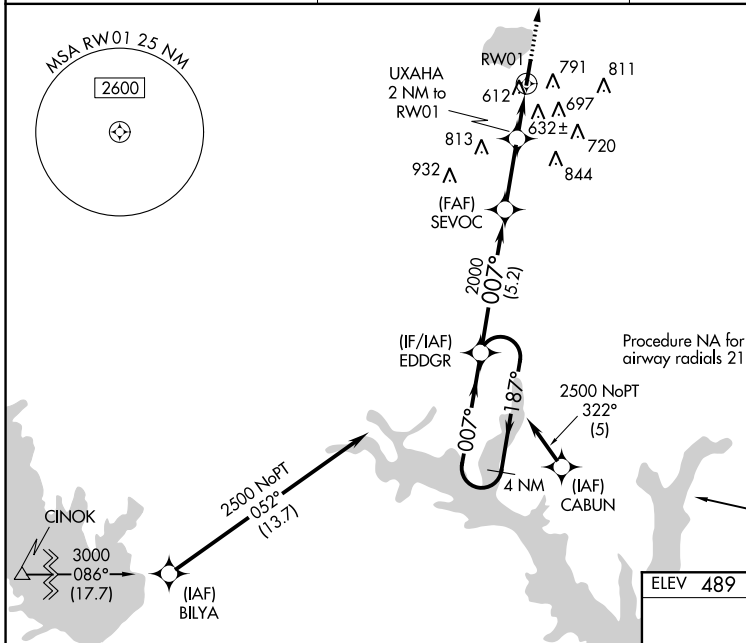 MSA RW01 25 NM
2600
RW01
791
811
UXAHA
2 NM to
RW01
612
697
632±
720
813
844
932
(FAF)
SEVOC
2000
007°
(5.2)
(IF/IAF)
EDDGR
Procedure NA for
airway radials 21
187°
007°
2500 NoPT
322°
(5)
4 NM
(IAF)
CABUN
2500 NoPT
052°
(13.7)
CINOK
3000
086°
(17.7)
(IAF)
BILYA
ELEV 489